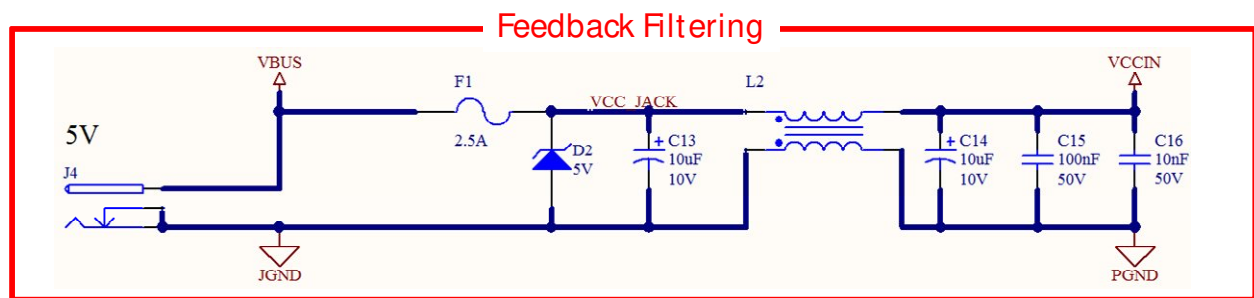 Feedback Filtering
VBUS
VCCIN
F1
L2
VCC_JACK
5V
2.5A
D2
5V
+ C13
10uF
10V
+ C14
10uF
10V
C15
100nF
50V
C16
10nF
50V
J4
JGND
PGND